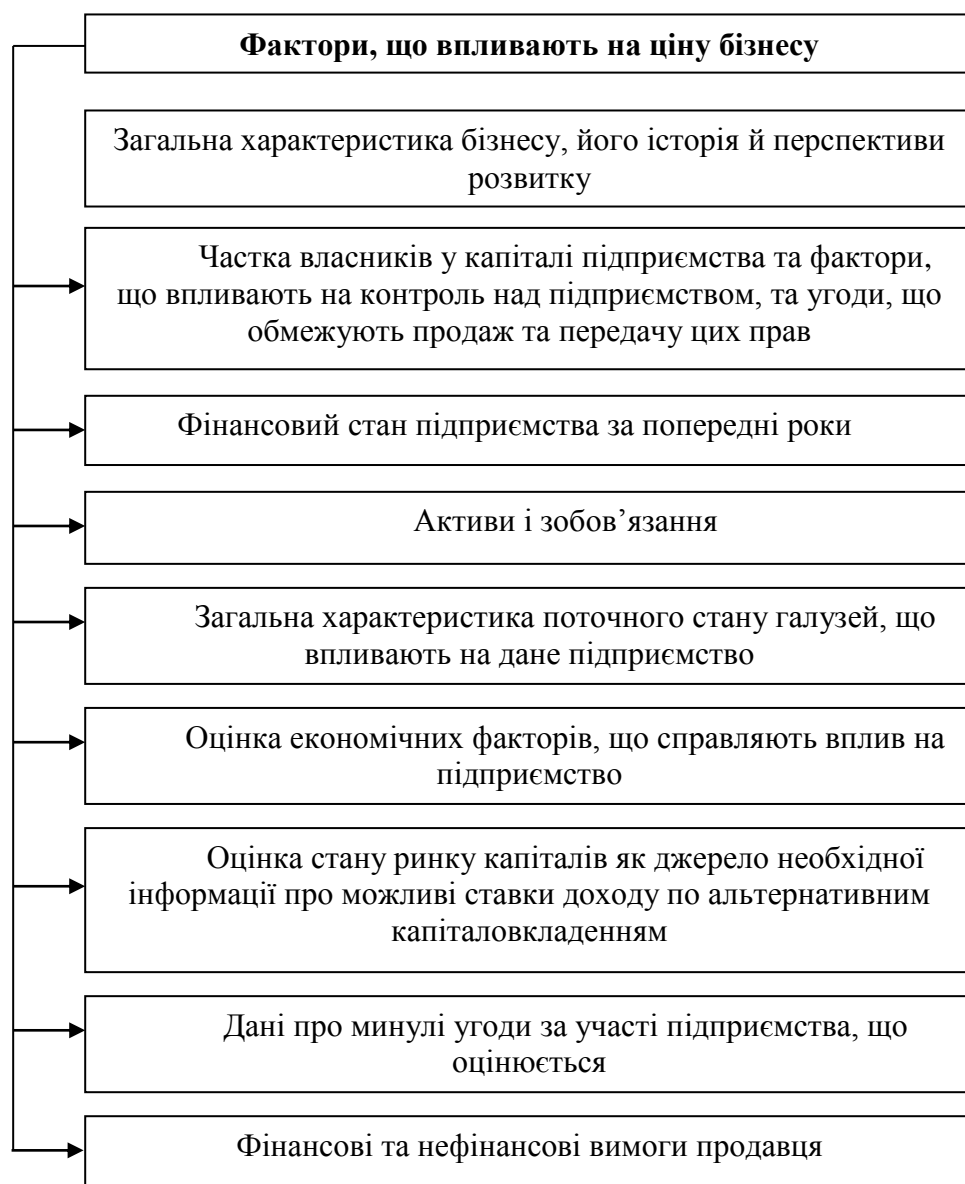 Фактори, що впливають на ціну бізнесу
Загальна характеристика бізнесу, його історія й перспективи
розвитку
Частка власників у капіталі підприємства та фактори,
що впливають на контроль над підприємством, та угоди, що
обмежують продаж та передачу цих прав
Фінансовий стан підприємства за попередні роки
Активи і зобов’язання
Загальна характеристика поточного стану галузей, що
впливають на дане підприємство
Оцінка економічних факторів, що справляють вплив на
підприємство
Оцінка стану ринку капіталів як джерело необхідної
інформації про можливі ставки доходу по альтернативним
капіталовкладенням
Дані про минулі угоди за участі підприємства, що
оцінюється
Фінансові та нефінансові вимоги продавця